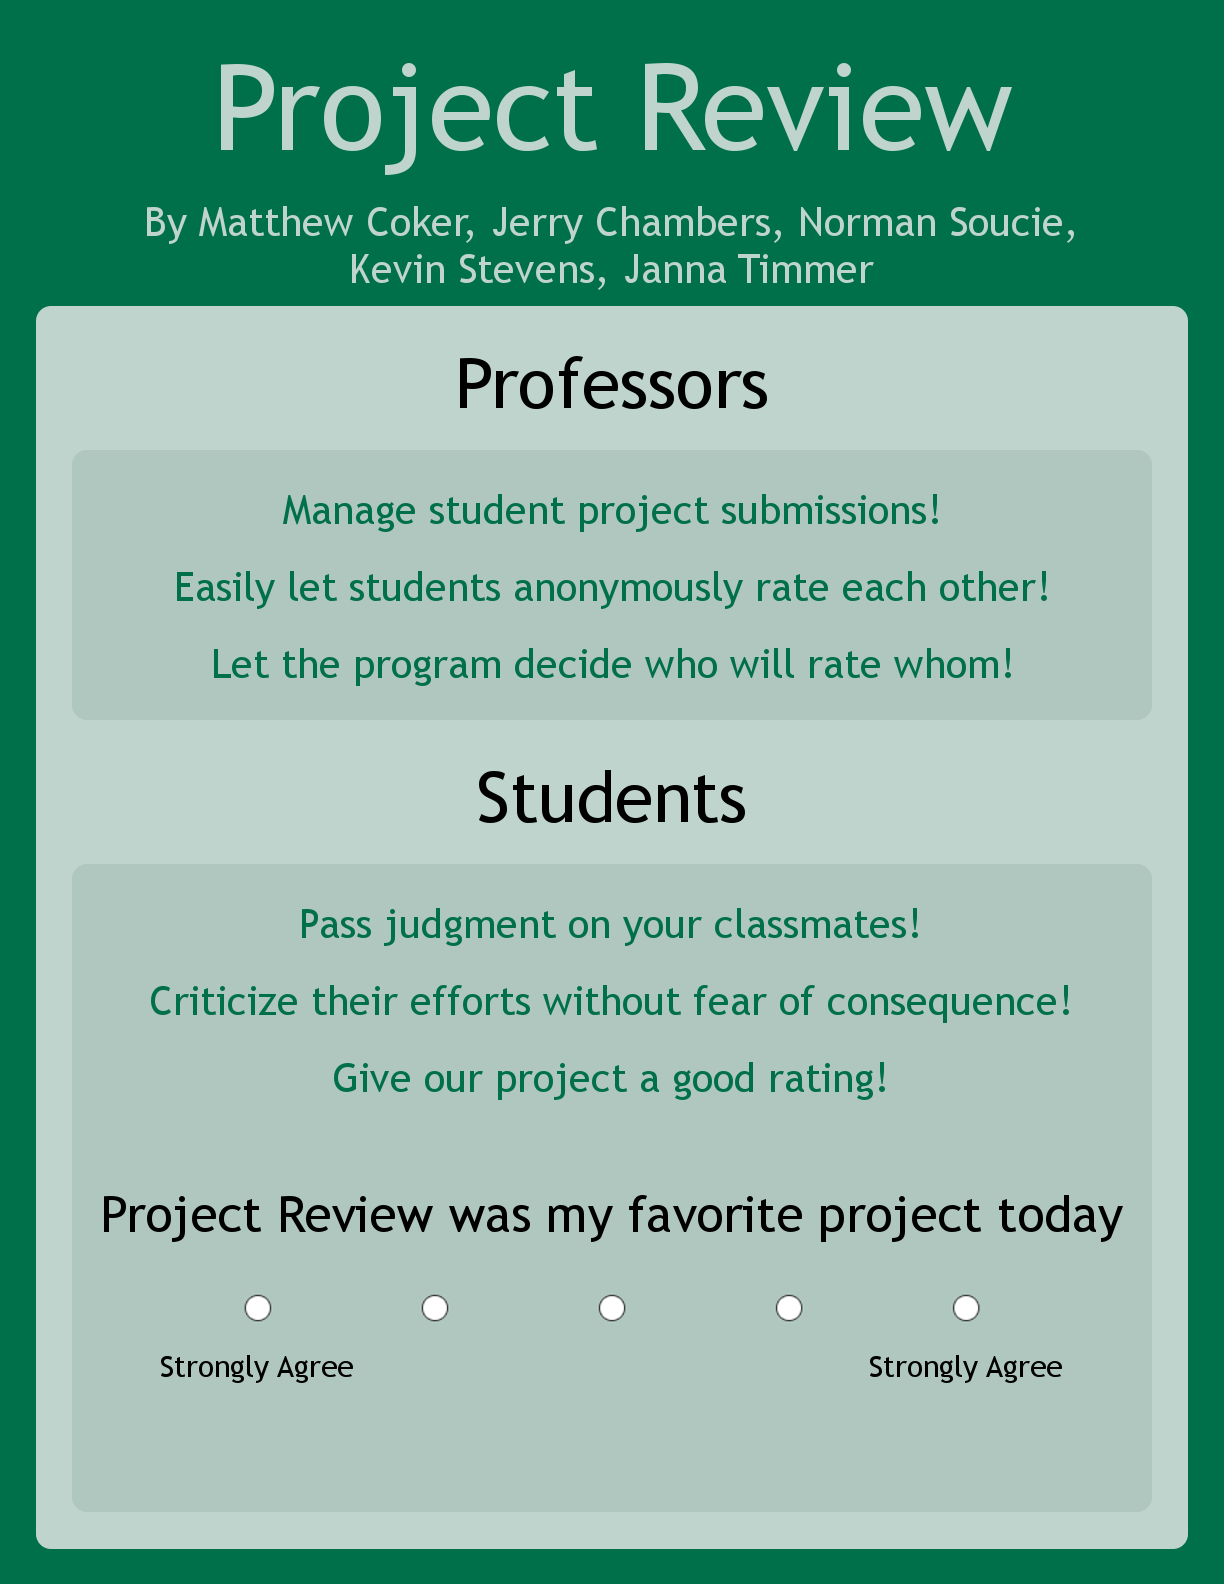 Project Review
By Matthew Coker, Jerry Chambers, Norman Soucie,
Kevin Stevens, Janna Timmer
Professors
Manage student project submissions!
Easily let students anonymously rate each other!
Let the program decide who will rate whom!
Students
Pass judgment on your classmates!
Criticize their efforts without fear of consequence!
Give our project a good rating!
Project Review was my favorite project today
Strongly Agree Strongly Agree